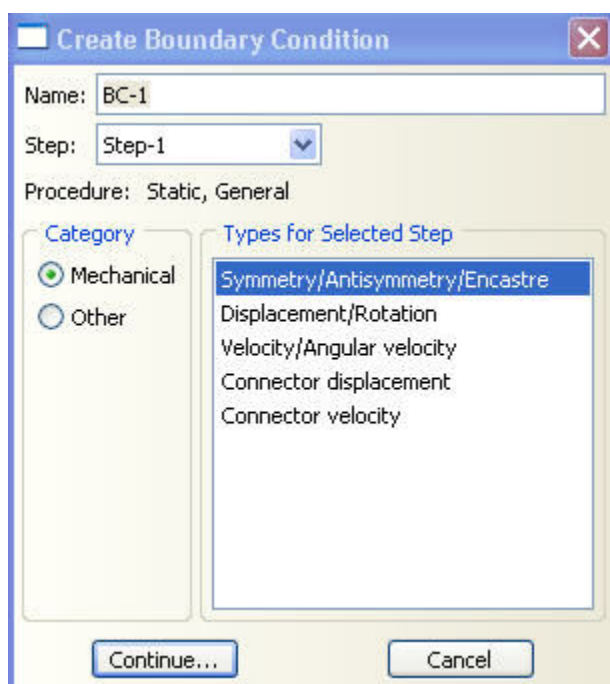 Create Boundary Condition
Name: BC-1
Step: Step-1
Procedure: Static, General
Category
Mechanical
Other
Types for Selected Step
Symmetry/Antisymmetry/Encastre
Displacement/Rotation
Velocity/Angular velocity
Connector displacement
Connector velocity
Continue...
Cancel